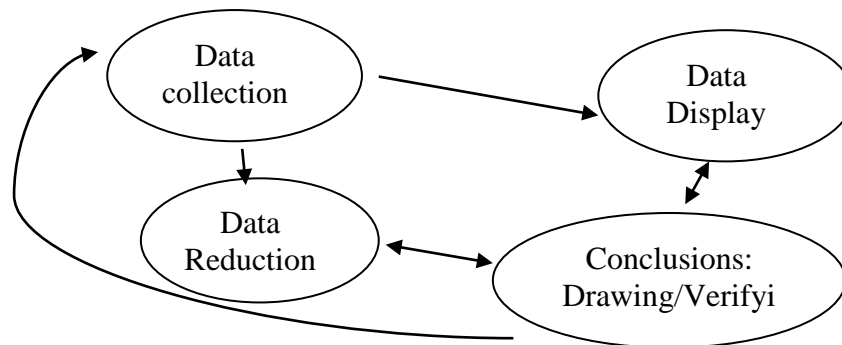 Data
collection
Data
Display
Data
Reduction
Conclusions:
Drawing/Verifyi